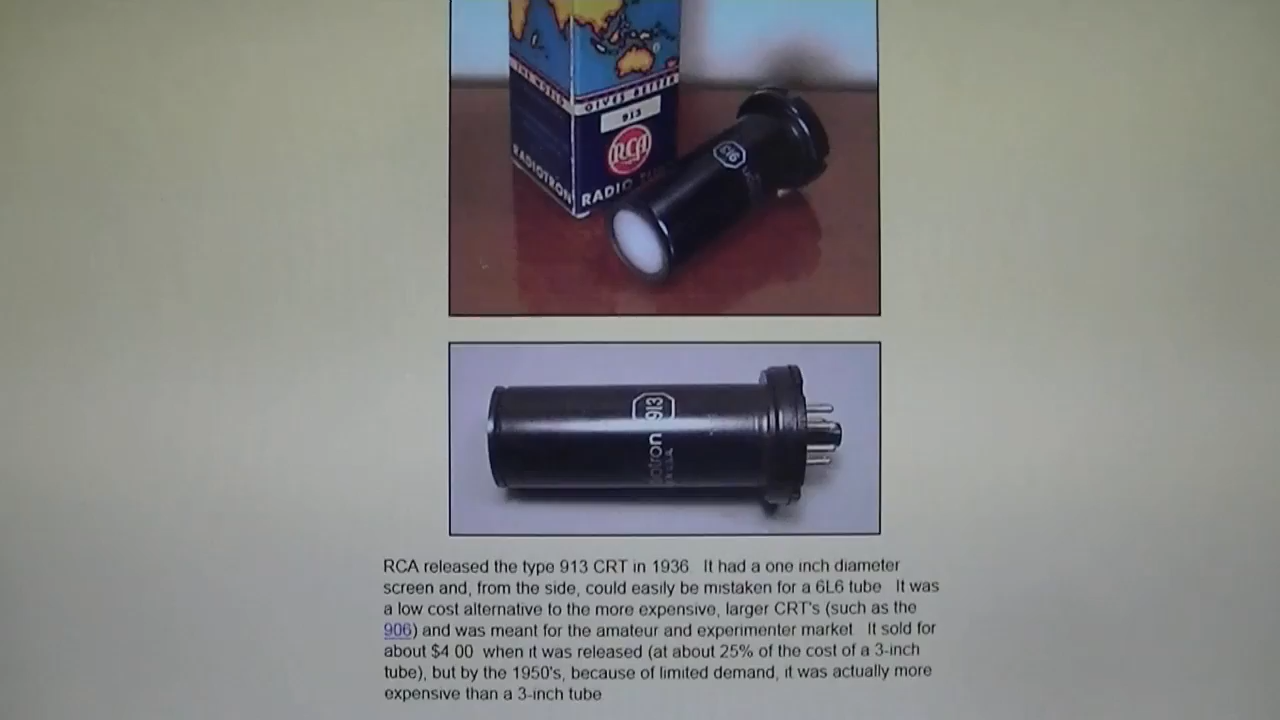 THE WORLD
GIVES BETTER
913
RCA
RADIOTRON
RADIO
913
913
otron
U.S.A.
RCA released the type 913 CRT in 1936 It had a one inch diameter
screen and, from the side, could easily be mistaken for a 6L6 tube It was
a low cost alternative to the more expensive, larger CRT's (such as the
906) and was meant for the amateur and experimenter market It sold for
about $4 00 when it was released (at about 25% of the cost of a 3-inch
tube), but by the 1950's, because of limited demand, it was actually more
expensive than a 3-inch tube